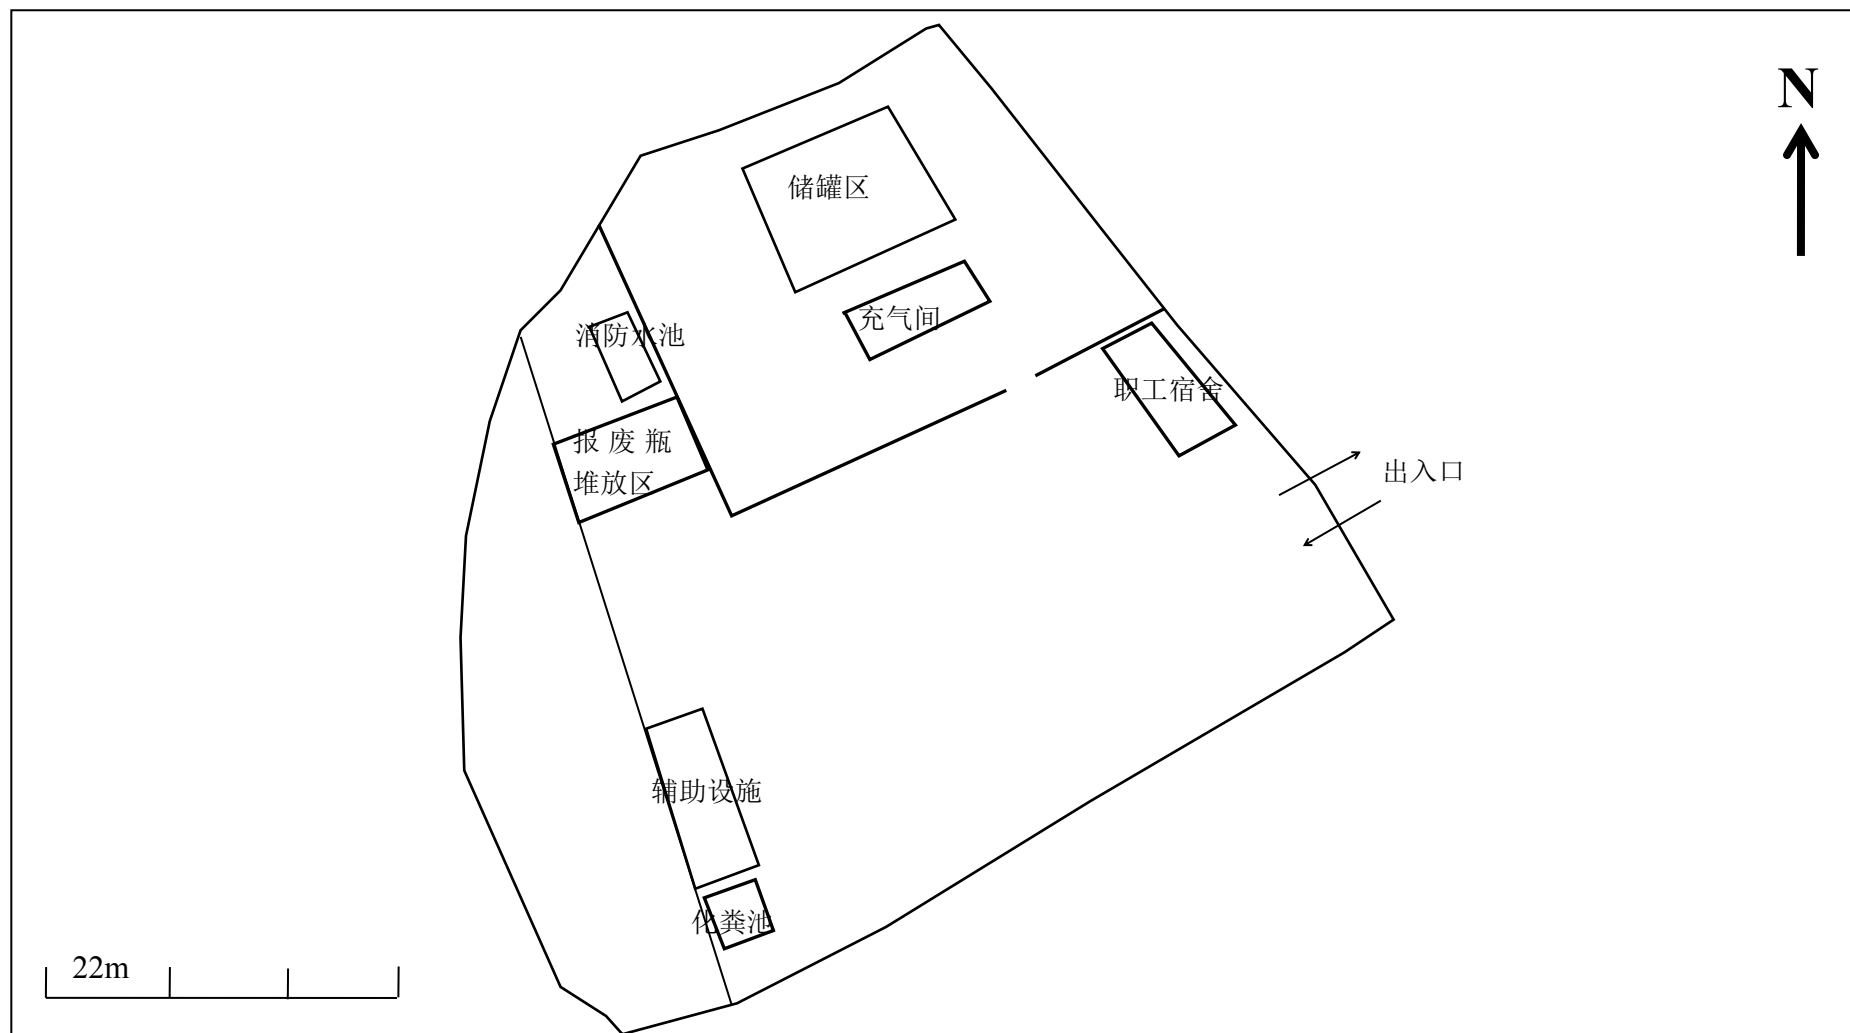 N
储罐区
充气间
消防水池
职工宿舍
报废瓶
堆放区
出入口
辅助设施
化粪池
22m